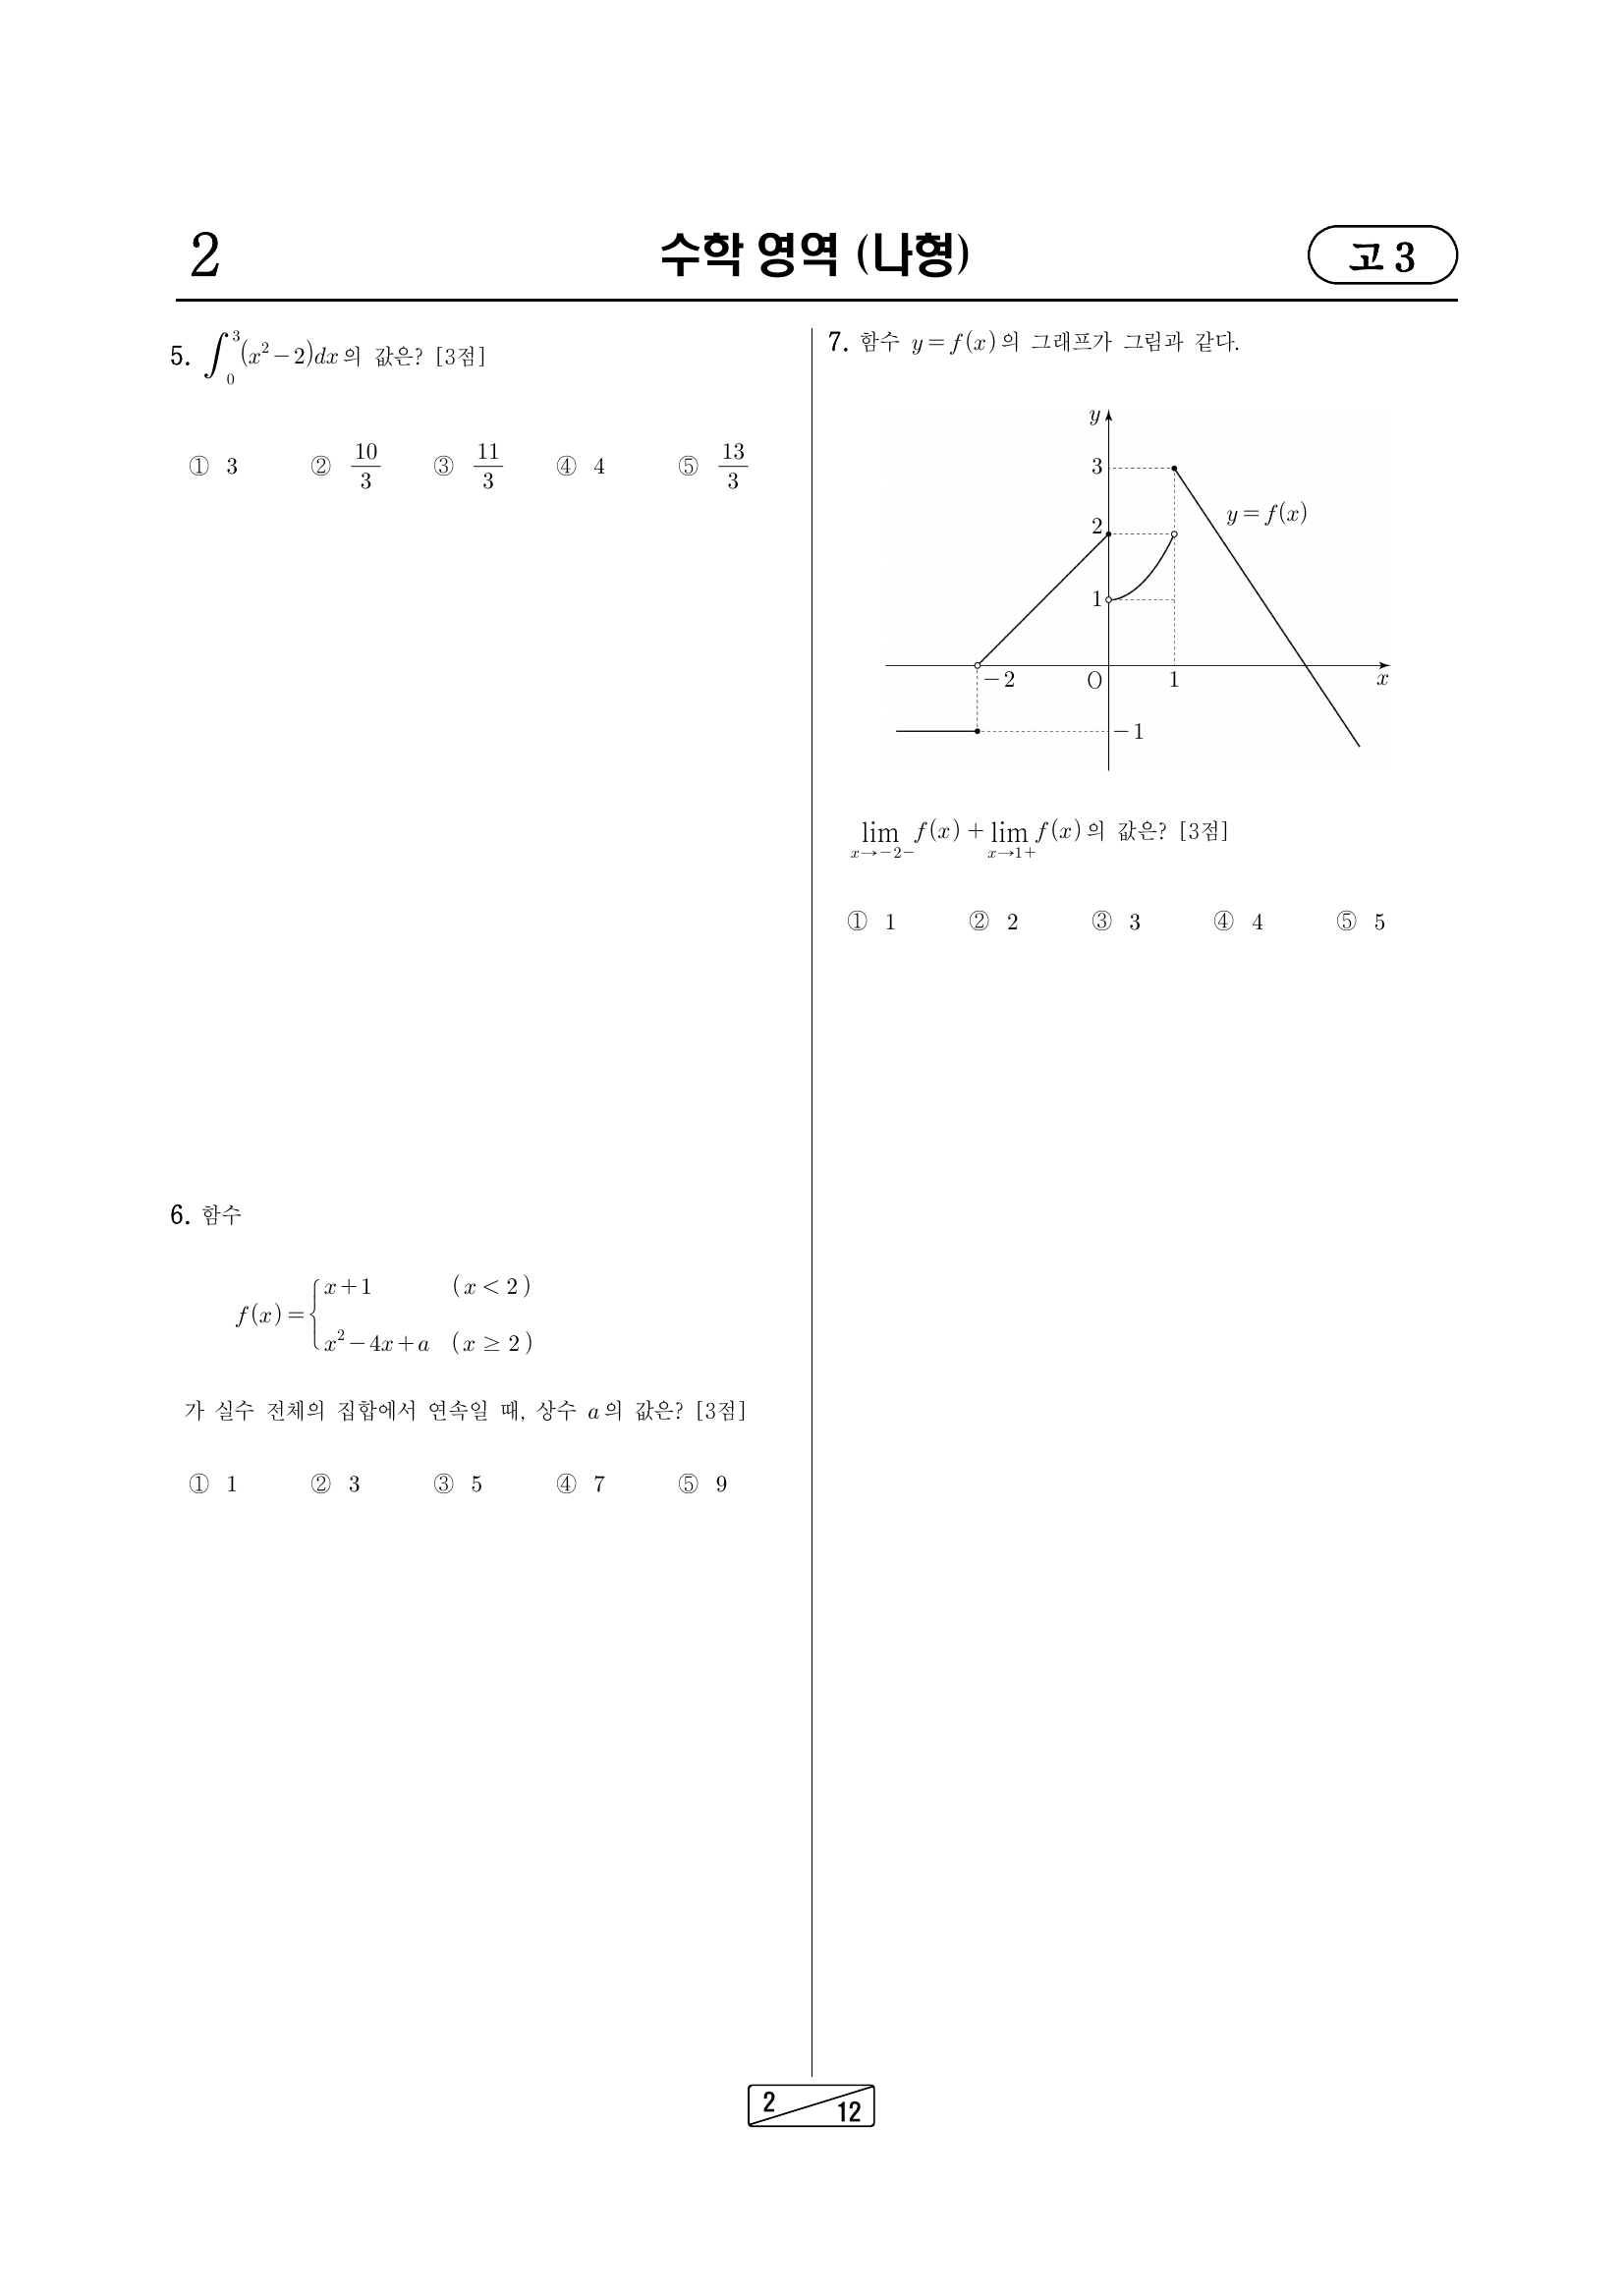 2
수학 영역 (나형)
고 3
5. ∫₀³(x²−2)dx의 값은? [3점]
① 3 ② 10/3 ③ 11/3 ④ 4 ⑤ 13/3
6. 함수
f(x)={ x+1 (x<2)
x²−4x+a (x≥2)
가 실수 전체의 집합에서 연속일 때, 상수 a의 값은? [3점]
① 1 ② 3 ③ 5 ④ 7 ⑤ 9
7. 함수 y=f(x)의 그래프가 그림과 같다.
y
3
y=f(x)
2
1
−2 O 1 x
−1
lim x→−2− f(x)+ lim x→1+ f(x)의 값은? [3점]
① 1 ② 2 ③ 3 ④ 4 ⑤ 5
2
12